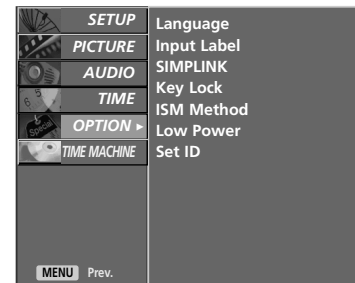 SETUP
PICTURE
AUDIO
TIME
OPTION ▸
TIME MACHINE
Language
Input Label
SIMPLINK
Key Lock
ISM Method
Low Power
Set ID
MENU Prev.